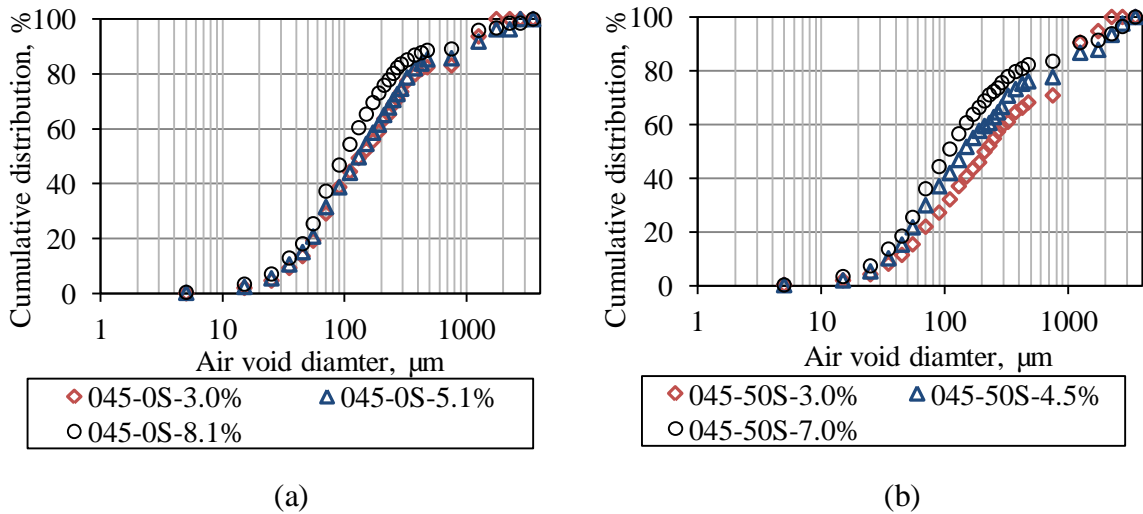 Cumulative distribution, %
100
80
60
40
20
0
1 10 100 1000
Air void diamter, μm
045-0S-3.0% 045-0S-5.1%
045-0S-8.1%
(a)
Cumulative distribution, %
100
80
60
40
20
0
1 10 100 1000
Air void diamter, μm
045-50S-3.0% 045-50S-4.5%
045-50S-7.0%
(b)